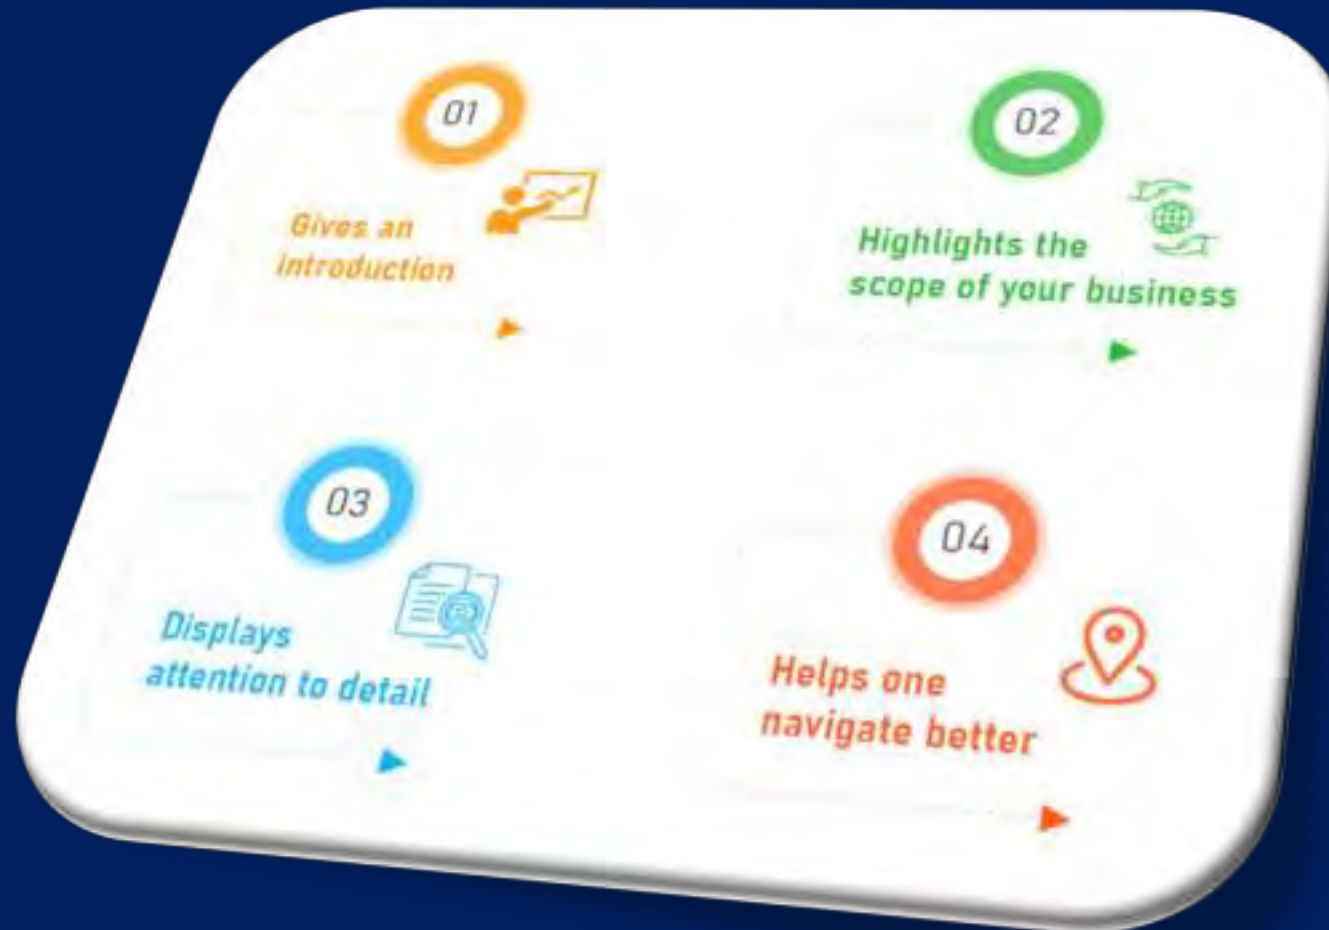 01
Gives an
introduction
02
Highlights the
scope of your business
03
Displays
attention to detail
04
Helps one
navigate better